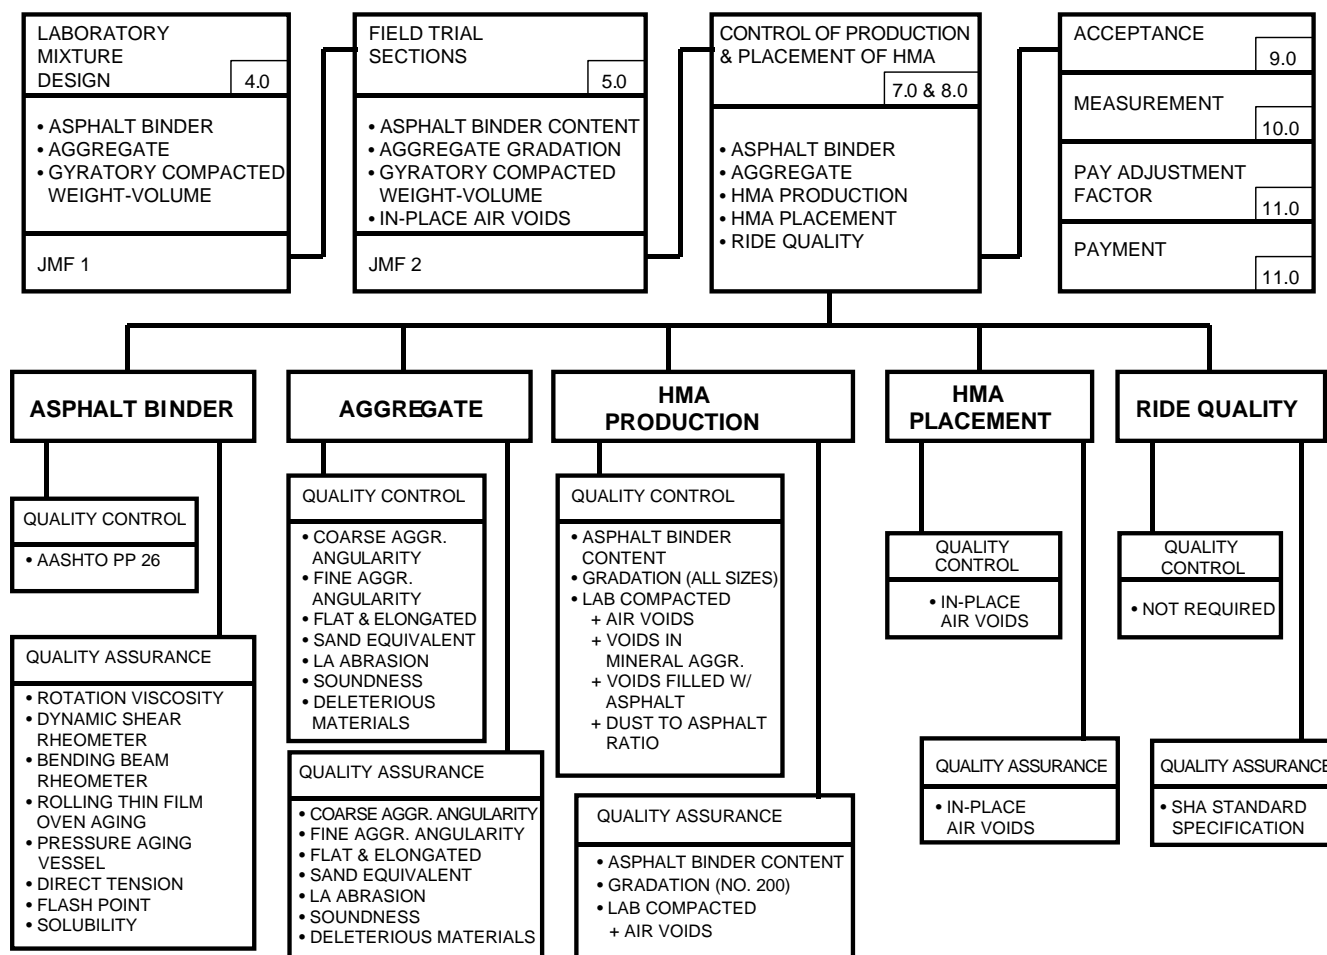 LABORATORY
MIXTURE
DESIGN
4.0
• ASPHALT BINDER
• AGGREGATE
• GYRATORY COMPACTED
WEIGHT-VOLUME
JMF 1
FIELD TRIAL
SECTIONS
5.0
• ASPHALT BINDER CONTENT
• AGGREGATE GRADATION
• GYRATORY COMPACTED
WEIGHT-VOLUME
• IN-PLACE AIR VOIDS
JMF 2
CONTROL OF PRODUCTION
& PLACEMENT OF HMA
7.0 & 8.0
• ASPHALT BINDER
• AGGREGATE
• HMA PRODUCTION
• HMA PLACEMENT
• RIDE QUALITY
ACCEPTANCE
9.0
MEASUREMENT
10.0
PAY ADJUSTMENT
FACTOR
11.0
PAYMENT
11.0
ASPHALT BINDER
QUALITY CONTROL
• AASHTO PP 26
QUALITY ASSURANCE
• ROTATION VISCOSITY
• DYNAMIC SHEAR
RHEOMETER
• BENDING BEAM
RHEOMETER
• ROLLING THIN FILM
OVEN AGING
• PRESSURE AGING
VESSEL
• DIRECT TENSION
• FLASH POINT
• SOLUBILITY
AGGREGATE
QUALITY CONTROL
• COARSE AGGR.
ANGULARITY
• FINE AGGR.
ANGULARITY
• FLAT & ELONGATED
• SAND EQUIVALENT
• LA ABRASION
• SOUNDNESS
• DELETERIOUS
MATERIALS
QUALITY ASSURANCE
• COARSE AGGR. ANGULARITY
• FINE AGGR. ANGULARITY
• FLAT & ELONGATED
• SAND EQUIVALENT
• LA ABRASION
• SOUNDNESS
• DELETERIOUS MATERIALS
HMA
PRODUCTION
QUALITY CONTROL
• ASPHALT BINDER
CONTENT
• GRADATION (ALL SIZES)
• LAB COMPACTED
+ AIR VOIDS
+ VOIDS IN
MINERAL AGGR.
+ VOIDS FILLED W/
ASPHALT
+ DUST TO ASPHALT
RATIO
QUALITY ASSURANCE
• ASPHALT BINDER CONTENT
• GRADATION (NO. 200)
• LAB COMPACTED
+ AIR VOIDS
HMA
PLACEMENT
QUALITY
CONTROL
• IN-PLACE
AIR VOIDS
QUALITY ASSURANCE
• IN-PLACE
AIR VOIDS
RIDE QUALITY
QUALITY
CONTROL
• NOT REQUIRED
QUALITY ASSURANCE
• SHA STANDARD
SPECIFICATION